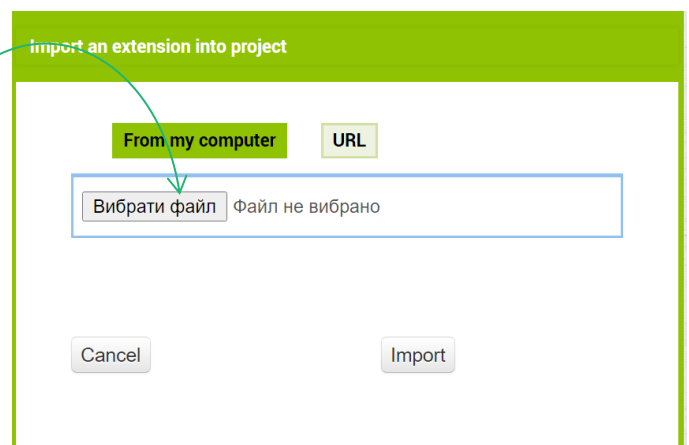 Import an extension into project
From my computer URL
Вибрати файл Файл не вибрано
Cancel Import